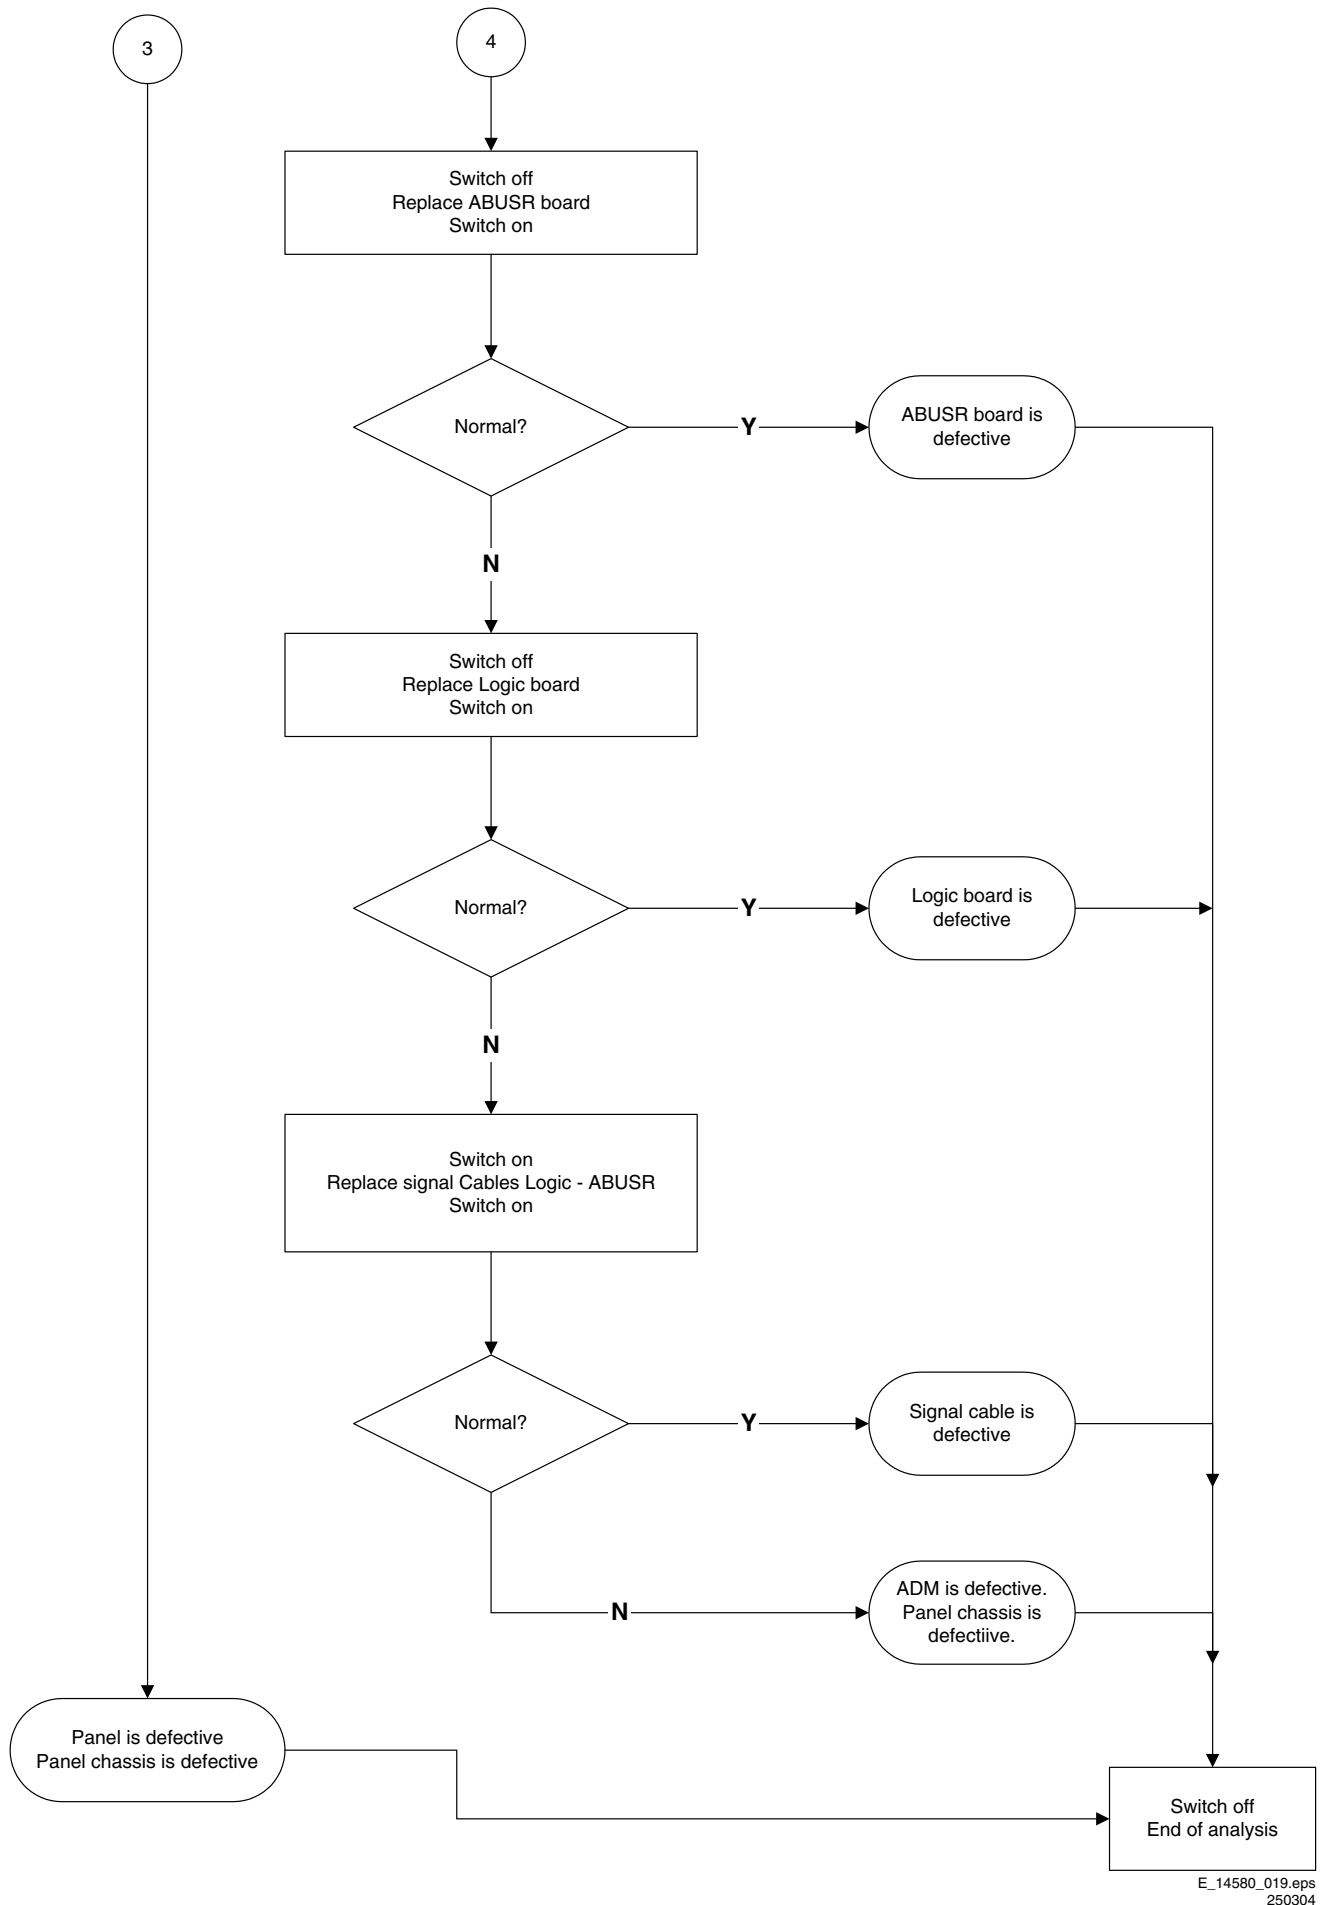 3
4
Switch off
Replace ABUSR board
Switch on
Normal?
Y
ABUSR board is
defective
N
Switch off
Replace Logic board
Switch on
Normal?
Y
Logic board is
defective
N
Switch on
Replace signal Cables Logic - ABUSR
Switch on
Normal?
Y
Signal cable is
defective
N
ADM is defective.
Panel chassis is
defectiive.
Panel is defective
Panel chassis is defective
Switch off
End of analysis
E_14580_019.eps
250304